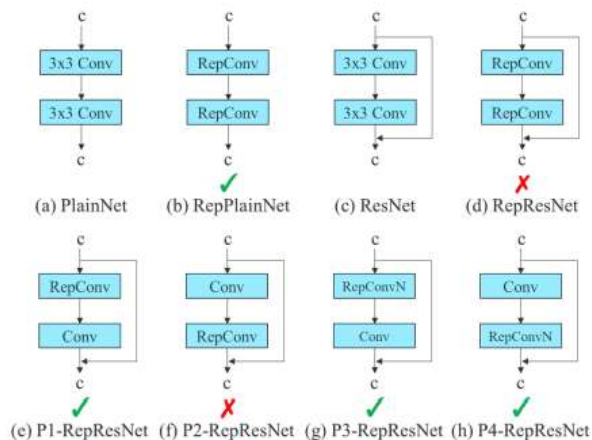 c c c c
3x3 Conv RepConv 3x3 Conv RepConv
3x3 Conv RepConv 3x3 Conv RepConv
c c c c
✓ ✗
(a) PlainNet (b) RepPlainNet (c) ResNet (d) RepResNet
c c c c
RepConv Conv RepConvN Conv
Conv RepConv Conv RepConvN
c c c c
✓ ✗ ✓ ✓
(e) P1-RepResNet (f) P2-RepResNet (g) P3-RepResNet (h) P4-RepResNet